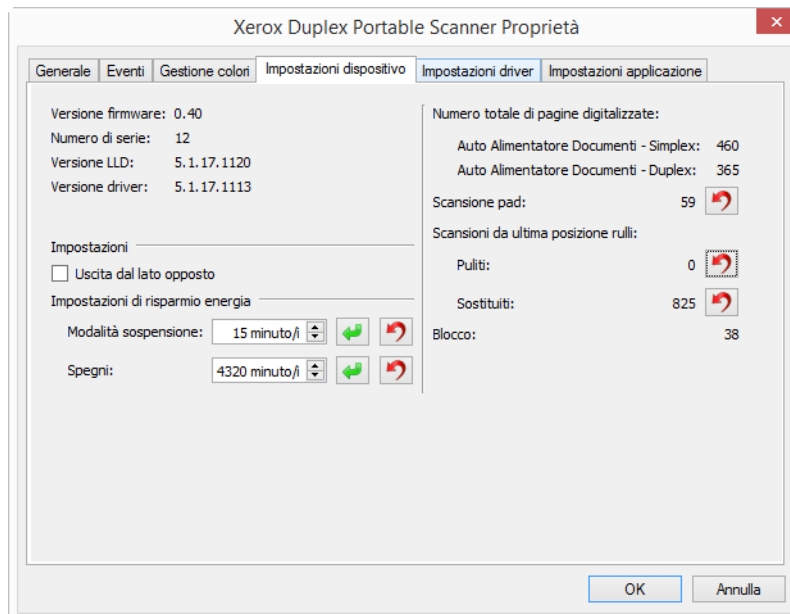 Xerox Duplex Portable Scanner Proprietà
Generale Eventi Gestione colori Impostazioni dispositivo Impostazioni driver Impostazioni applicazione
Versione firmware: 0.40
Numero di serie: 12
Versione LLD: 5.1.17.1120
Versione driver: 5.1.17.1113
Impostazioni
Uscita dal lato opposto
Impostazioni di risparmio energia
Modalità sospensione: 15 minuto/i
Spegni: 4320 minuto/i
Numero totale di pagine digitalizzate:
Auto Alimentatore Documenti - Simplex: 460
Auto Alimentatore Documenti - Duplex: 365
Scansione pad: 59
Scansioni da ultima posizione rulli:
Puliti: 0
Sostituiti: 825
Blocco: 38
OK Annulla